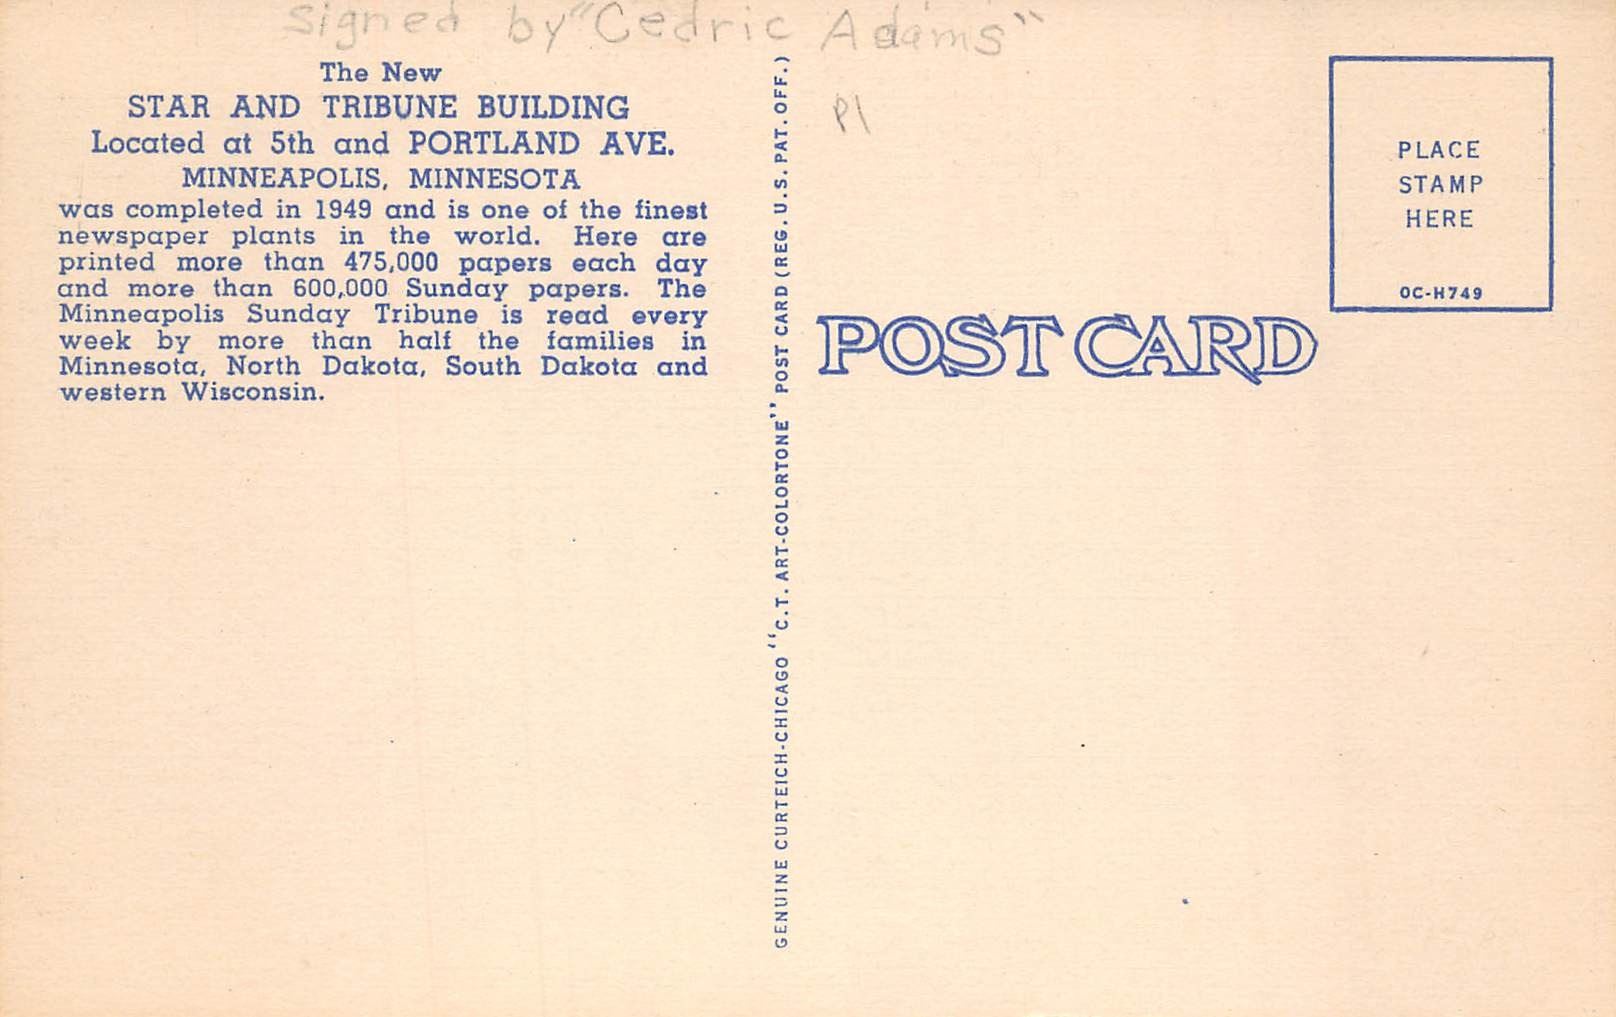 Signed by "Cedric Adams"
The New
STAR AND TRIBUNE BUILDING
Located at 5th and PORTLAND AVE.
MINNEAPOLIS, MINNESOTA
was completed in 1949 and is one of the finest
newspaper plants in the world. Here are
printed more than 475,000 papers each day
and more than 600,000 Sunday papers. The
Minneapolis Sunday Tribune is read every
week by more than half the families in
Minnesota, North Dakota, South Dakota and
western Wisconsin.
GENUINE CURTEICH-CHICAGO "C.T. ART-COLORTONE" POST CARD (REG. U.S. PAT. OFF.)
POST CARD
PLACE
STAMP
HERE
OC-H749